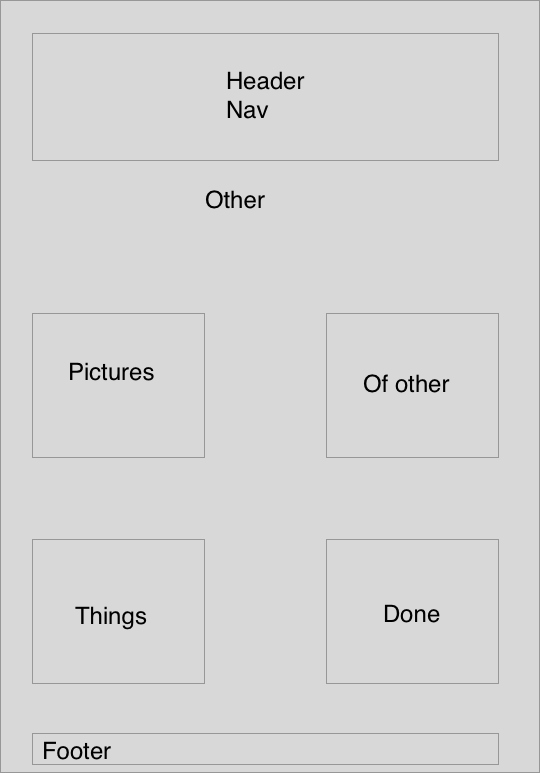 Header
Nav
Other
Pictures
Of other
Things
Done
Footer